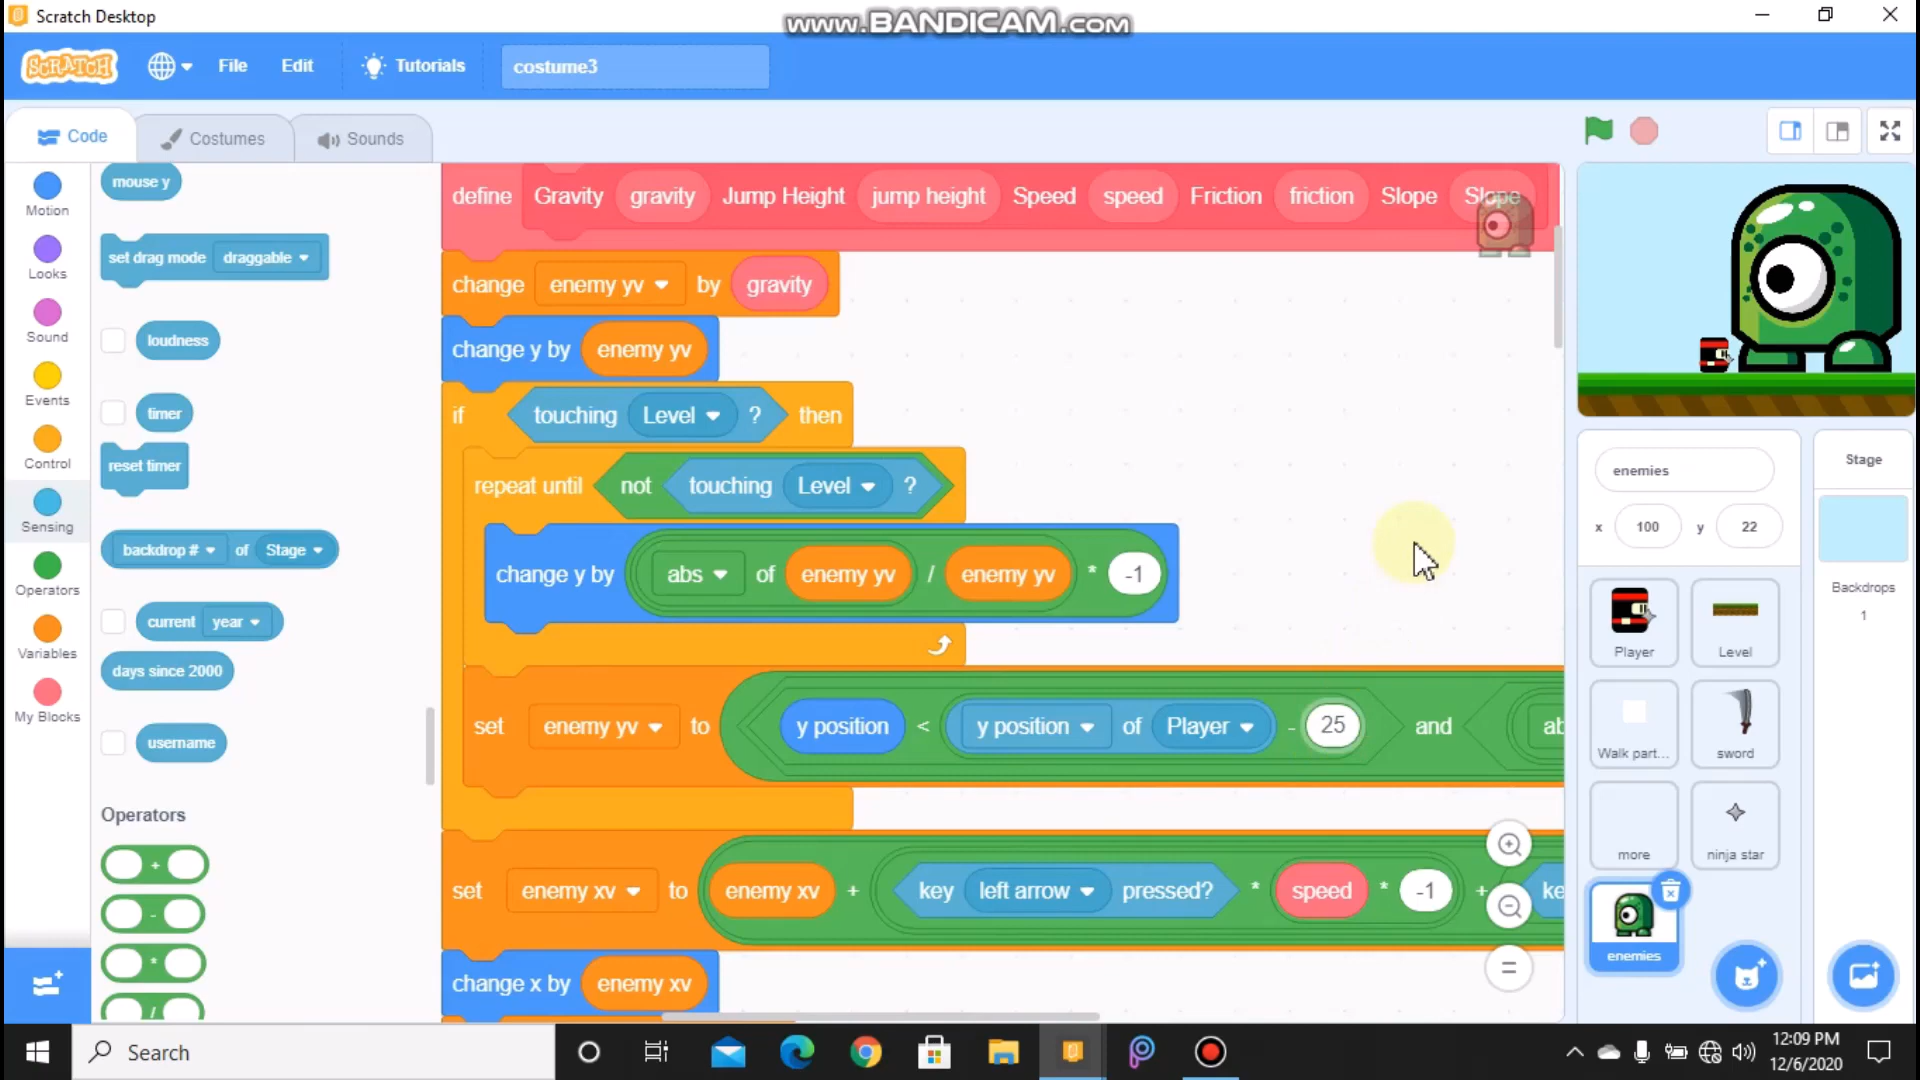 Scratch Desktop
www.BANDICAM.com
SCRATCH File Edit Tutorials costume3
Code Costumes Sounds
Motion
Looks
Sound
Events
Control
Sensing
Operators
Variables
My Blocks
mouse y
set drag mode draggable
loudness
timer
reset timer
backdrop # of Stage
current year
days since 2000
username
Operators
+
-
*
/
define Gravity gravity Jump Height jump height Speed speed Friction friction Slope Slope
change enemy yv by gravity
change y by enemy yv
if touching Level ? then
repeat until not touching Level ?
change y by abs of enemy yv / enemy yv * -1
set enemy yv to y position < y position of Player - 25 and ab
set enemy xv to enemy xv + key left arrow pressed? * speed * -1 + ke
change x by enemy xv
enemies
x 100 y 22
Player
Level
Walk part...
sword
more
ninja star
enemies
Stage
Backdrops
1
Search
12:09 PM
12/6/2020